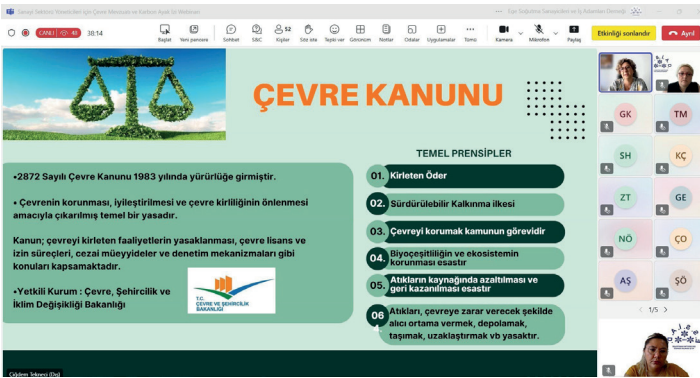 Sanayi Sektörü Yöneticileri için Çevre Mevzuatı ve Karbon Ayak İzi Webinarı
CANLI 41 38:14
Başlat Yeni pencere Sohbet S&C 52 Kişiler Tepki ver Görünüm Notlar Odalar Uygulamalar Tümü Kamera Mikrofon Paylaş
Etkinliği sonlandır Ayrıl
ÇEVRE KANUNU
•2872 Sayılı Çevre Kanunu 1983 yılında yürürlüğe girmiştir.
• Çevrenin korunması, iyileştirilmesi ve çevre kirliliğinin önlenmesi
amacıyla çıkarılmış temel bir yasadır.
Kanun; çevreyi kirleten faaliyetlerin yasaklanması, çevre lisans ve
izin süreçleri, cezai müeyyideler ve denetim mekanizmaları gibi
konuları kapsamaktadır.
•Yetkili Kurum : Çevre, Şehircilik ve
İklim Değişikliği Bakanlığı
T.C.
ÇEVRE VE ŞEHİRCİLİK
BAKANLIĞI
TEMEL PRENSİPLER
01. Kirleten Öder
02. Sürdürülebilir Kalkınma ilkesi
03. Çevreyi korumak kamunun görevidir
04. Biyoçeşitliliğin ve ekosistemin
korunması esastır
05. Atıkların kaynağında azaltılması ve
geri kazanılması esastır
06 Atıkları, çevreye zarar verecek şekilde
alıcı ortama vermek, depolamak,
taşımak, uzaklaştırmak vb yasaktır.
GK TM
SH KÇ
ZT GE
NÖ ÇO
AŞ ŞÖ
1/5
Çiğdem Tekneci (Dış)